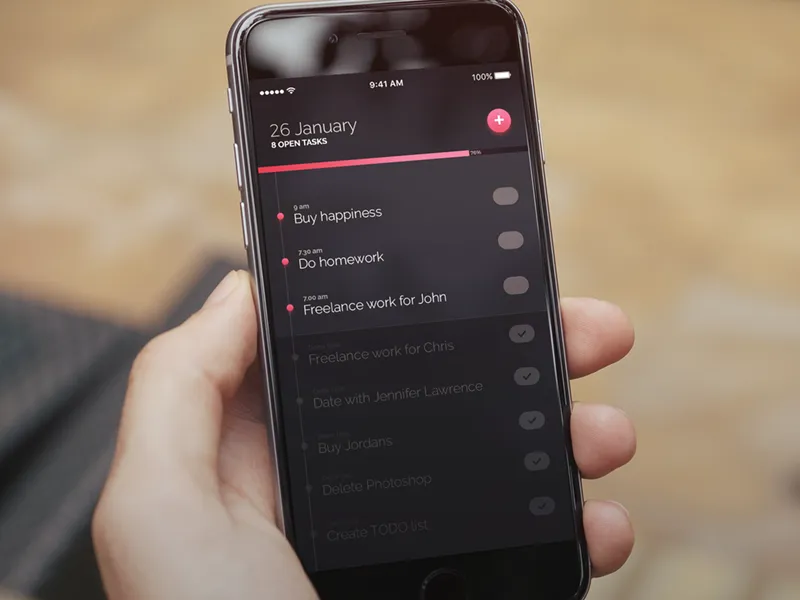 9:41 AM
100%
26 January
8 OPEN TASKS
76%
9 am
Buy happiness
7.30 am
Do homework
7.00 am
Freelance work for John
Freelance work for Chris
Date with Jennifer Lawrence
Buy Jordans
Delete Photoshop
Create TODO list